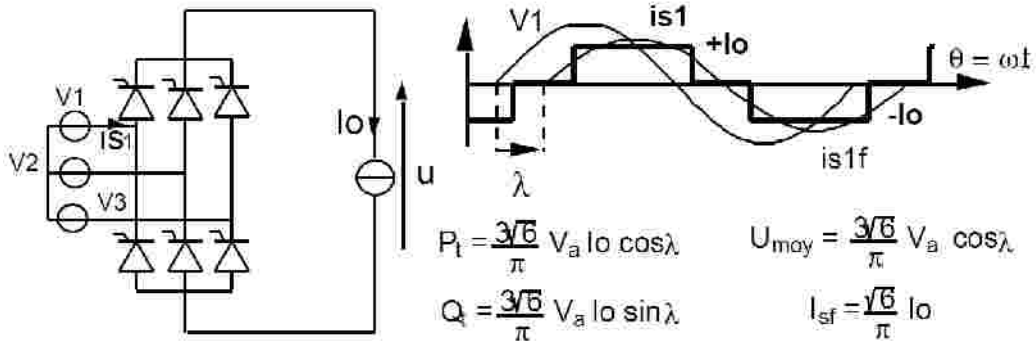 V1
is1
V2
V3
Io
u
V1
is1
+Io
θ = ωt
-Io
is1f
λ
Pt = 3√6/π Va Io cosλ
Umoy = 3√6/π Va cosλ
Qt = 3√6/π Va Io sinλ
Isf = √6/π Io